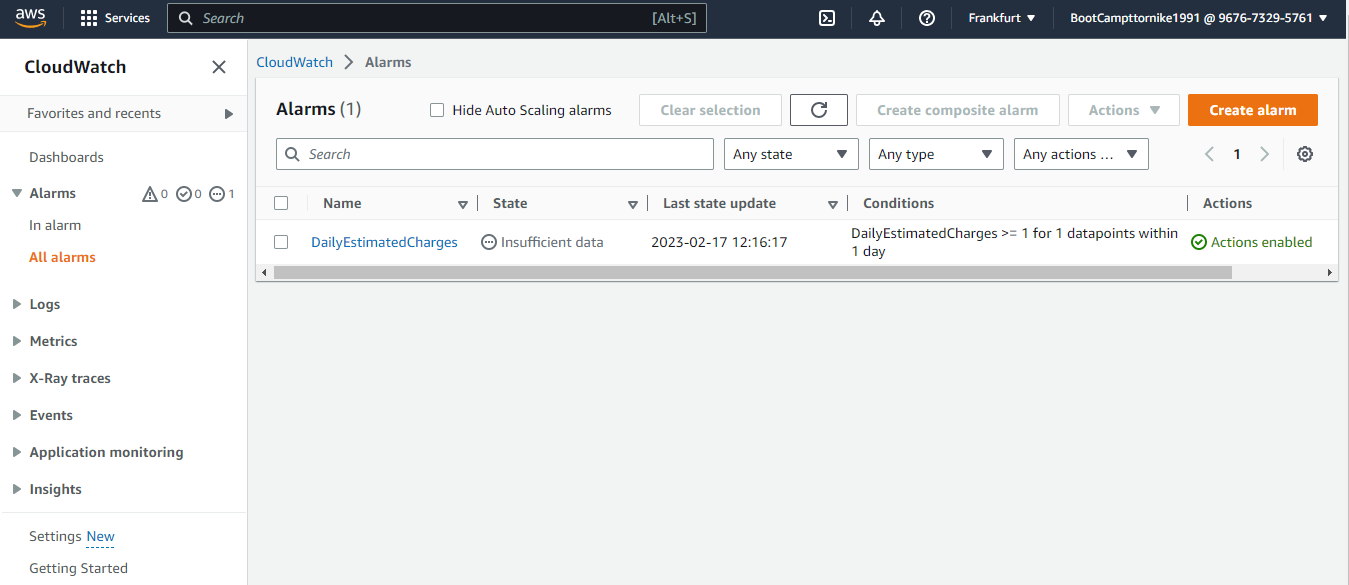 aws
Services
Search
[Alt+S]
Frankfurt
BootCampttornike1991 @ 9676-7329-5761
CloudWatch
Favorites and recents
Dashboards
Alarms 0 0 1
In alarm
All alarms
Logs
Metrics
X-Ray traces
Events
Application monitoring
Insights
Settings New
Getting Started
CloudWatch
Alarms
Alarms (1)
Hide Auto Scaling alarms
Clear selection
Create composite alarm
Actions
Create alarm
Search
Any state
Any type
Any actions ...
1
Name
State
Last state update
Conditions
Actions
DailyEstimatedCharges
Insufficient data
2023-02-17 12:16:17
DailyEstimatedCharges >= 1 for 1 datapoints within
1 day
Actions enabled